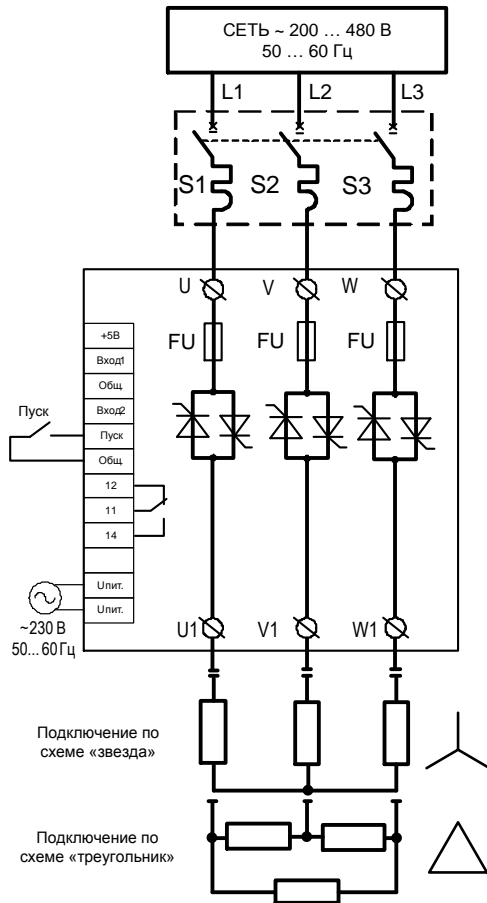 СЕТЬ ~ 200 ... 480 В
50 ... 60 Гц
L1 L2 L3
S1 S2 S3
U V W
FU FU FU
+5В
Вход1
Общ.
Вход2
Пуск
Пуск
Общ.
12
11
14
Uпит.
Uпит.
~230 В
50... 60 Гц
U1 V1 W1
Подключение по
схеме «звезда»
Подключение по
схеме «треугольник»